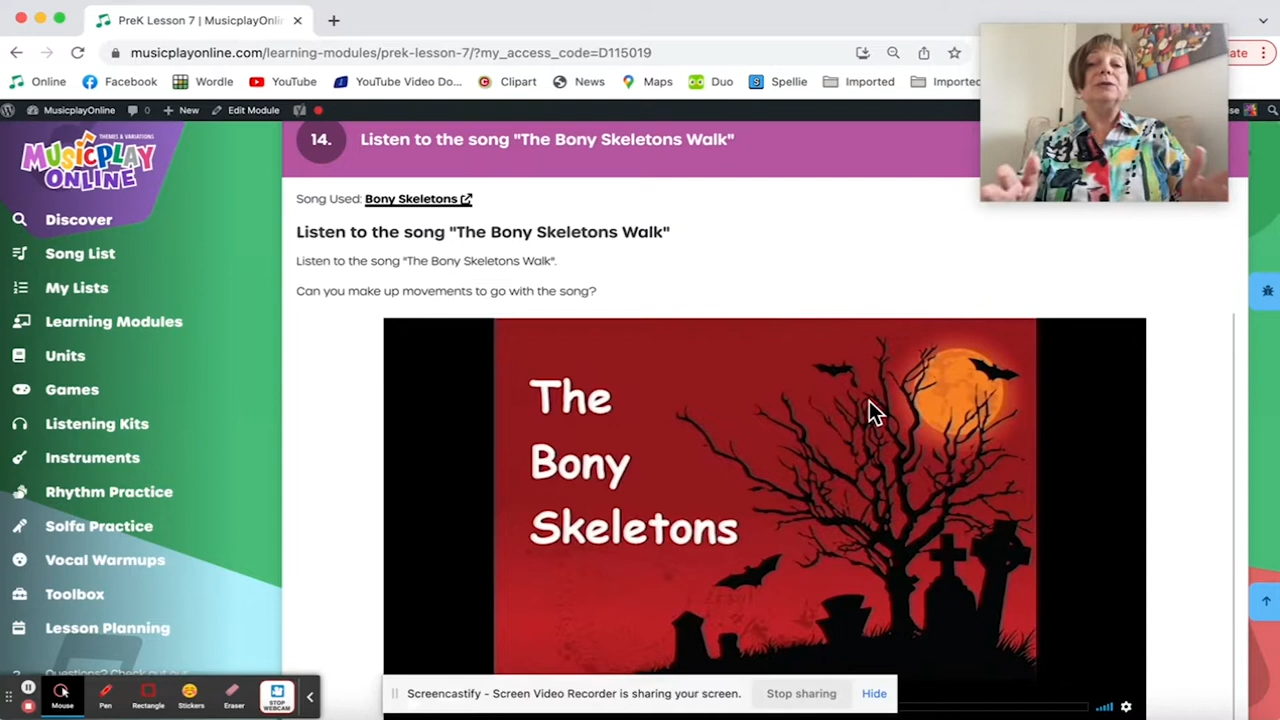 PreK Lesson 7 | MusicplayOnlin
musicplayonline.com/learning-modules/prek-lesson-7/?my_access_code=D115019
Online
Facebook
Wordle
YouTube
YouTube Video Do...
Clipart
News
Maps
Duo
Spellie
Imported
Imported
MusicplayOnline
0
New
Edit Module
THEMES & VARIATIONS
MUSICPLAY
ONLINE
Discover
Song List
My Lists
Learning Modules
Units
Games
Listening Kits
Instruments
Rhythm Practice
Solfa Practice
Vocal Warmups
Toolbox
Lesson Planning
14. Listen to the song "The Bony Skeletons Walk"
Song Used: Bony Skeletons
Listen to the song "The Bony Skeletons Walk"
Listen to the song "The Bony Skeletons Walk".
Can you make up movements to go with the song?
The
Bony
Skeletons
Mouse
Pen
Rectangle
Stickers
Eraser
STOP
WEBCAM
Screencastify - Screen Video Recorder is sharing your screen.
Stop sharing
Hide